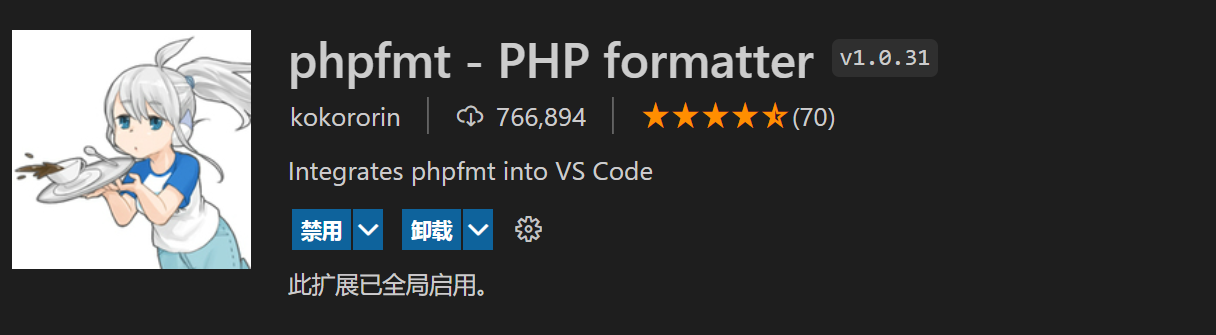 phpfmt - PHP formatter v1.0.31
kokororin 766,894 (70)
Integrates phpfmt into VS Code
禁用 卸载
此扩展已全局启用。